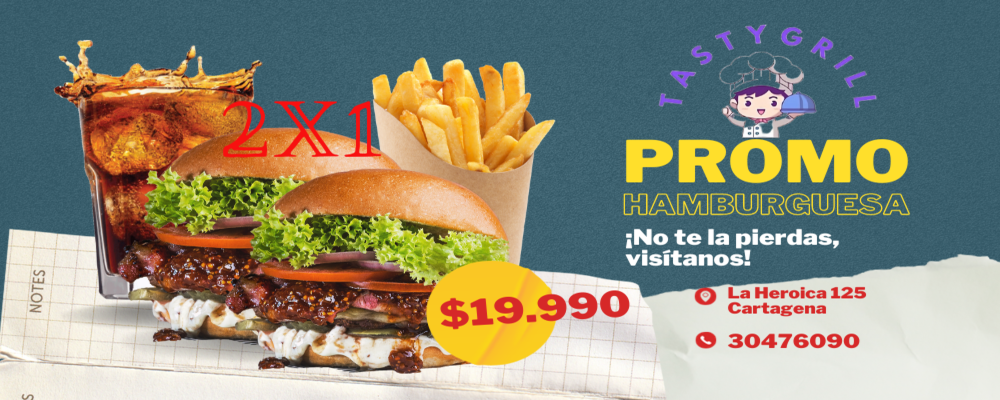 TASTYGRILL
2X1
PROMO
HAMBURGUESA
¡No te la pierdas,
visítanos!
$19.990
La Heroica 125
Cartagena
30476090
NOTES
S